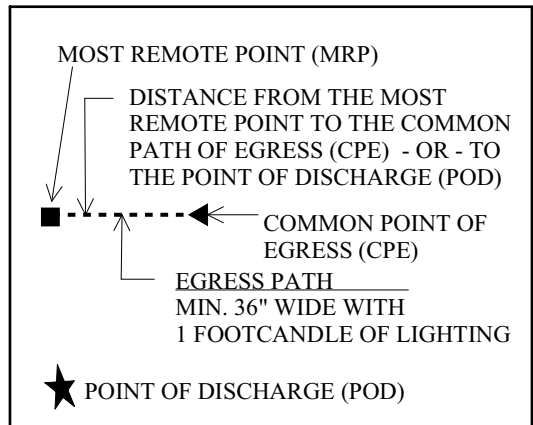 MOST REMOTE POINT (MRP)
DISTANCE FROM THE MOST
REMOTE POINT TO THE COMMON
PATH OF EGRESS (CPE) - OR - TO
THE POINT OF DISCHARGE (POD)
COMMON POINT OF
EGRESS (CPE)
EGRESS PATH
MIN. 36" WIDE WITH
1 FOOTCANDLE OF LIGHTING
POINT OF DISCHARGE (POD)